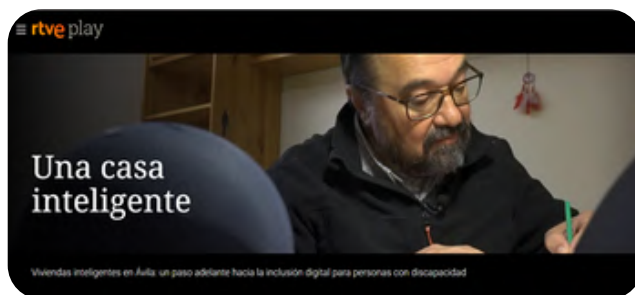 rtve play
Una casa
inteligente
Viviendas inteligentes en Ávila: un paso adelante hacia la inclusión digital para personas con discapacidad